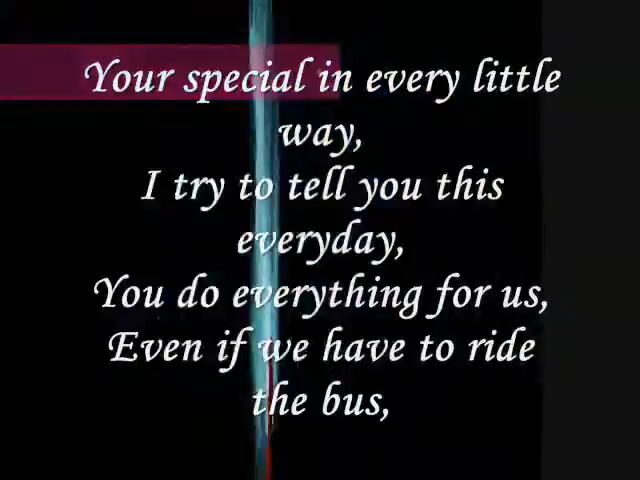 Your special in every little
way,
I try to tell you this
everyday,
You do everything for us,
Even if we have to ride
the bus,